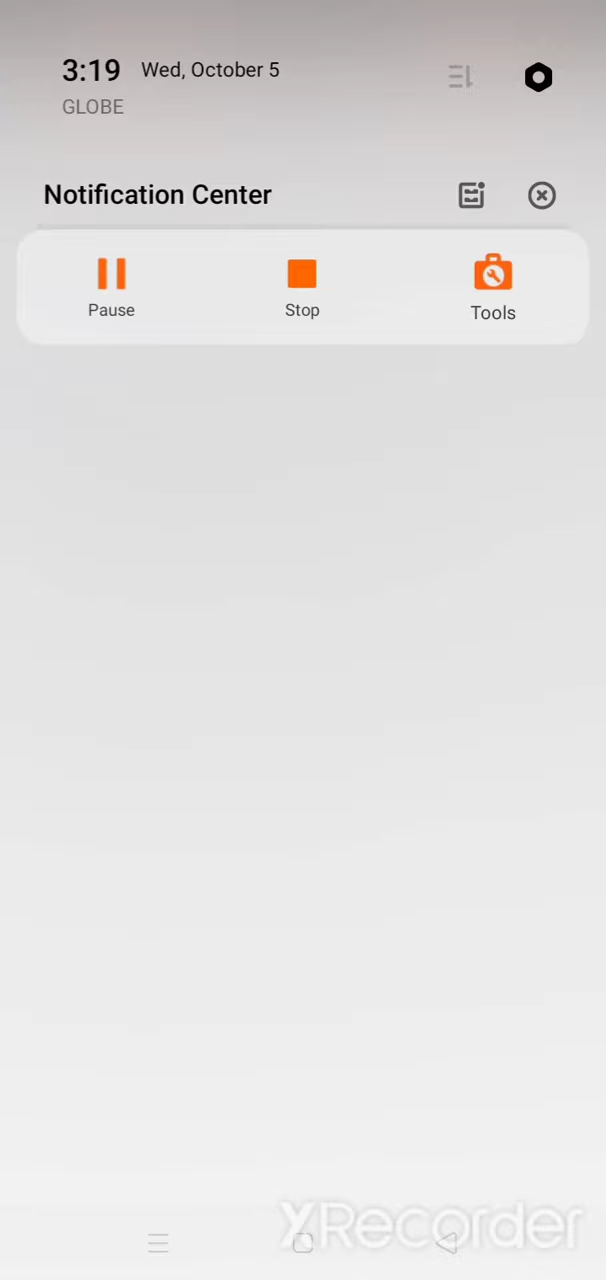 3:19 Wed, October 5
GLOBE
Notification Center
Pause Stop Tools
XRecorder